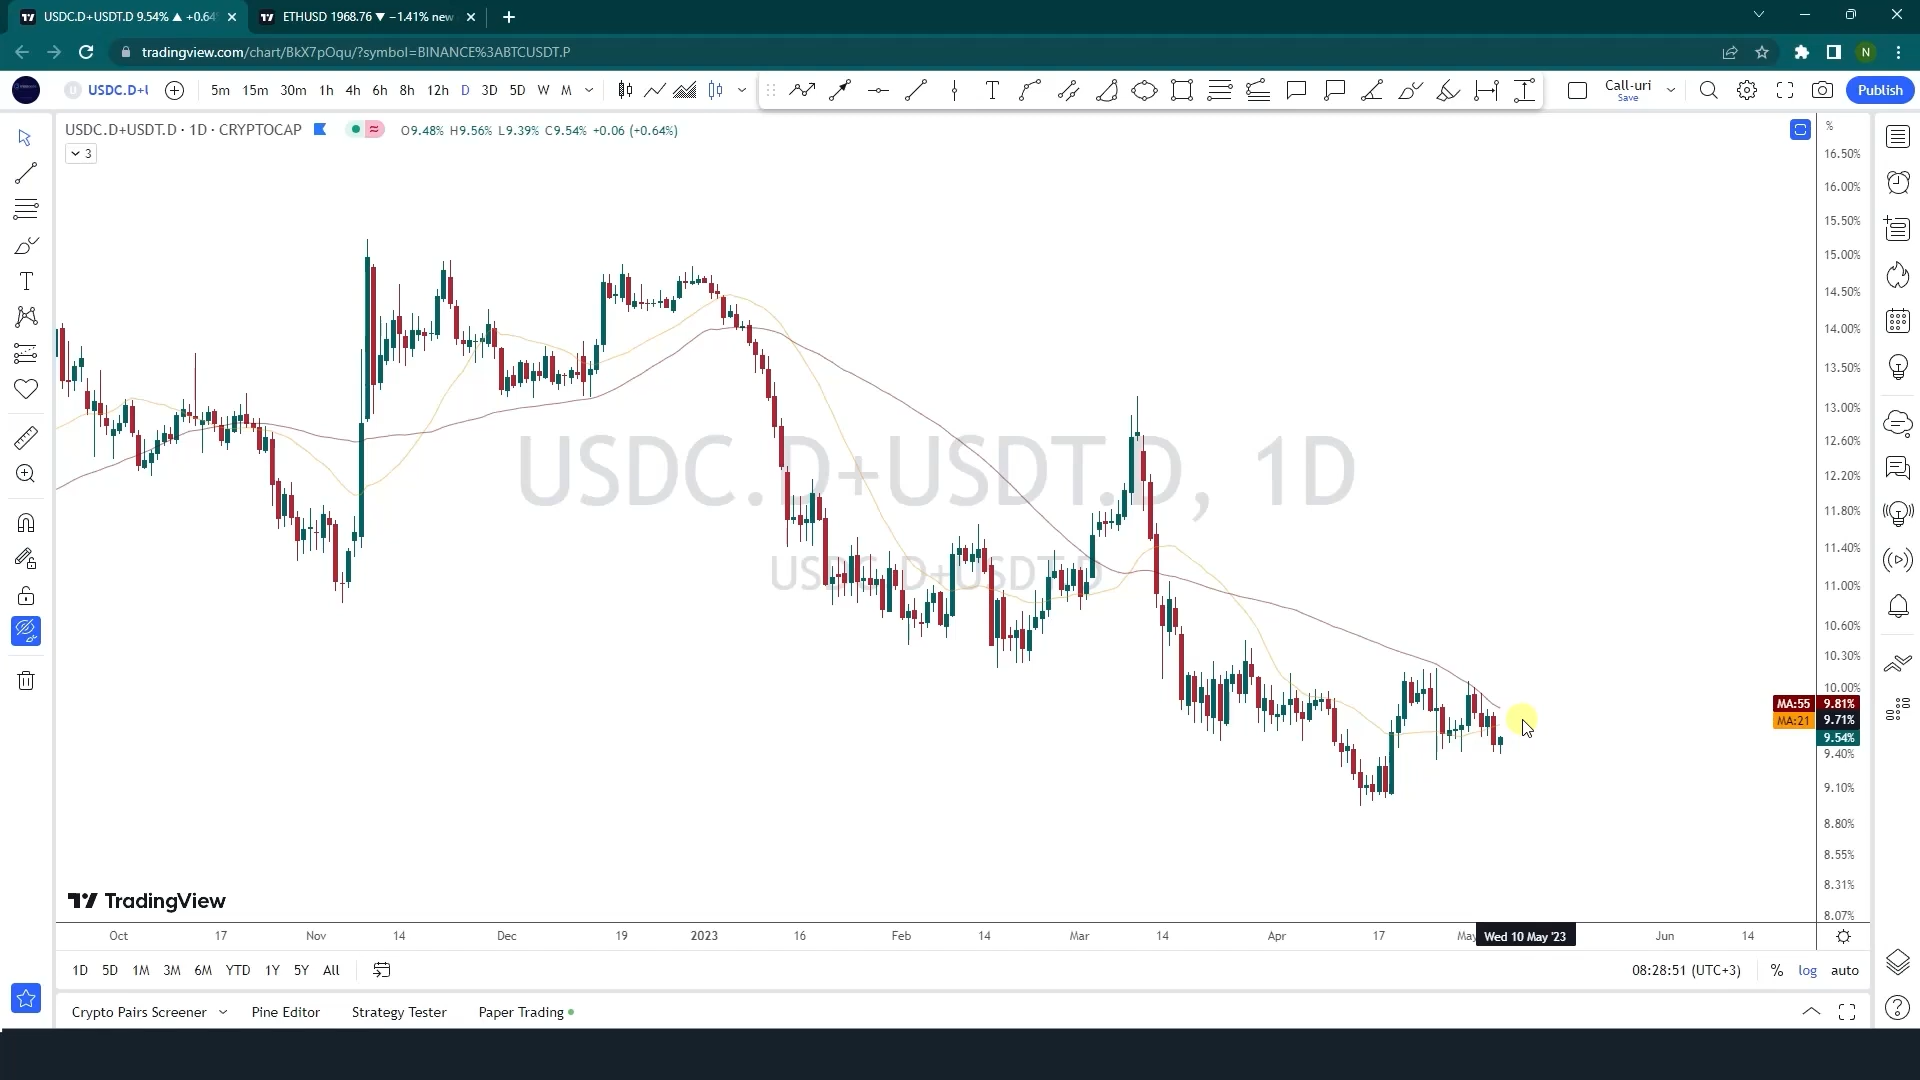 USDC.D+USDT.D 9.54% ▲ +0.64
ETHUSD 1968.76 ▼ −1.41% new
tradingview.com/chart/BkX7pOqu/?symbol=BINANCE%3ABTCUSDT.P
N
USDC.D+U
5m 15m 30m 1h 4h 6h 8h 12h D 3D 5D W M
Call-uri
Save
Publish
USDC.D+USDT.D · 1D · CRYPTOCAP
O9.48% H9.56% L9.39% C9.54% +0.06 (+0.64%)
3
%
16.50%
16.00%
15.50%
15.00%
14.50%
14.00%
13.50%
13.00%
12.60%
12.20%
11.80%
11.40%
11.00%
10.60%
10.30%
10.00%
MA:55 9.81%
MA:21 9.71%
9.54%
9.40%
9.10%
8.80%
8.55%
8.31%
8.07%
USDC.D+USDT.D, 1D
USDC.D+USDT.D
TradingView
Oct 17 Nov 14 Dec 19 2023 16 Feb 14 Mar 14 Apr 17 May Wed 10 May '23 Jun 14
1D 5D 1M 3M 6M YTD 1Y 5Y All
08:28:51 (UTC+3) % log auto
Crypto Pairs Screener Pine Editor Strategy Tester Paper Trading